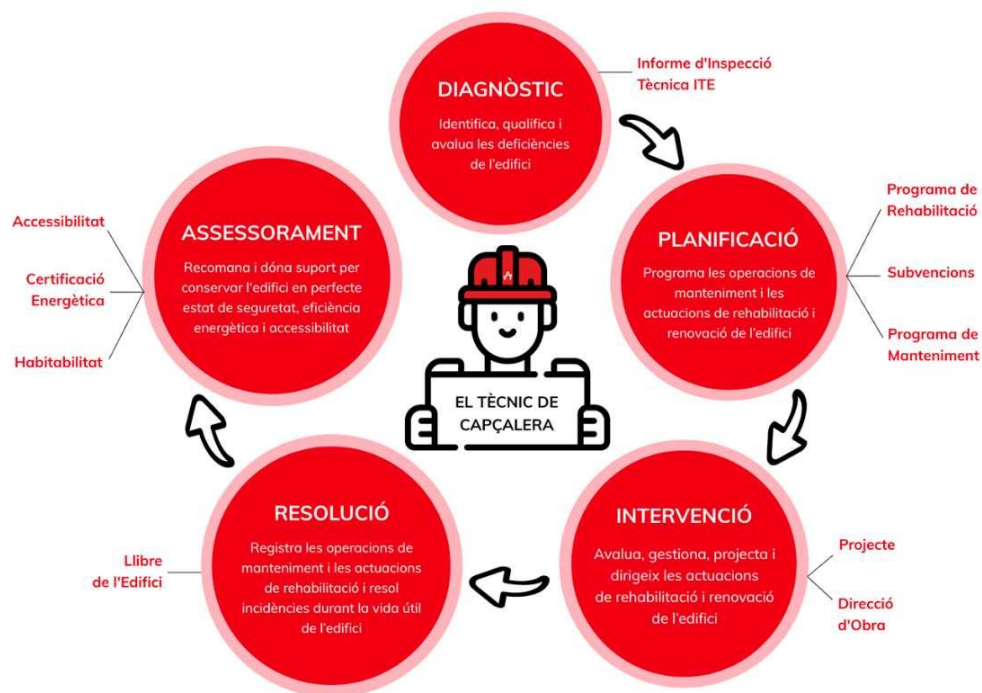 DIAGNÒSTIC
Identifica, qualifica i
avalua les deficiències
de l'edifici
Informe d'Inspecció
Tècnica ITE
PLANIFICACIÓ
Programa les operacions de
manteniment i les
actuacions de rehabilitació i
renovació de l'edifici
Programa de
Rehabilitació
Subvencions
Programa de
Manteniment
INTERVENCIÓ
Avalua, gestiona, projecta i
dirigeix les actuacions
de rehabilitació i renovació
de l'edifici
Projecte
Direcció
d'Obra
RESOLUCIÓ
Registra les operacions de
manteniment i les actuacions
de rehabilitació i resol
incidències durant la vida útil
de l'edifici
Llibre
de l'Edifici
ASSESSORAMENT
Recomana i dóna suport per
conservar l'edifici en perfecte
estat de seguretat, eficiència
energètica i accessibilitat
Accessibilitat
Certificació
Energètica
Habitabilitat
EL TÈCNIC DE
CAPÇALERA